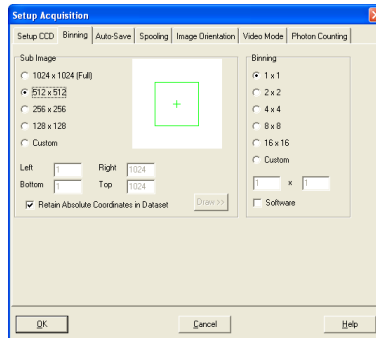 Setup Acquisition
Setup CCD Binning Auto-Save Spooling Image Orientation Video Mode Photon Counting
Sub Image
1024 x 1024 (Full)
512 x 512
256 x 256
128 x 128
Custom
Left 1 Right 1024
Bottom 1 Top 1024
Retain Absolute Coordinates in Dataset
Draw >>
Binning
1 x 1
2 x 2
4 x 4
8 x 8
16 x 16
Custom
1 x 1
Software
OK Cancel Help